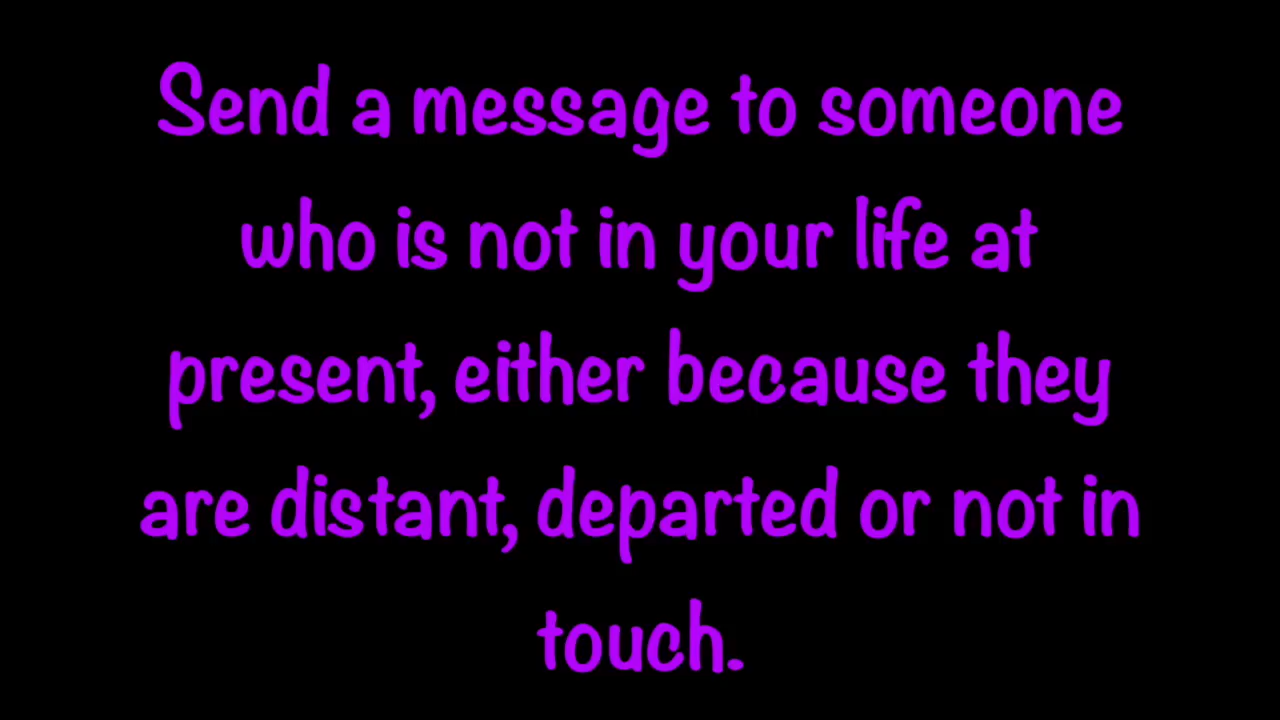 Send a message to someone
who is not in your life at
present, either because they
are distant, departed or not in
touch.